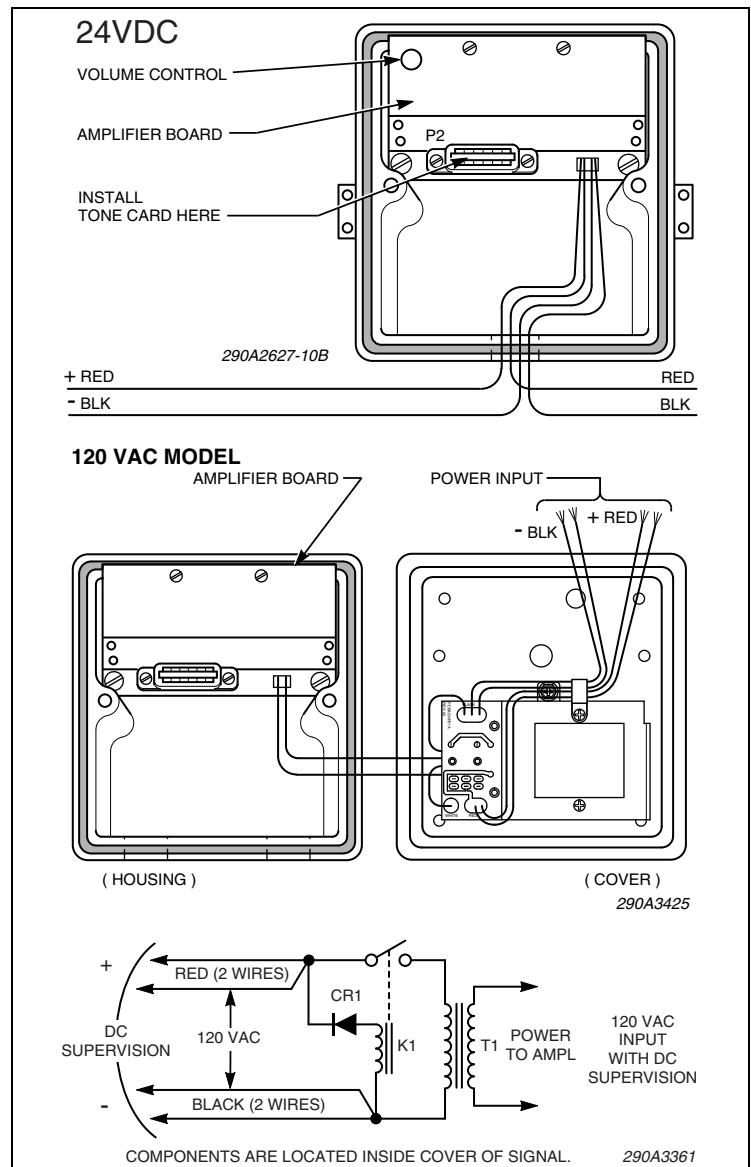 24VDC
VOLUME CONTROL
AMPLIFIER BOARD
P2
INSTALL
TONE CARD HERE
290A2627-10B
+ RED
RED
- BLK
BLK
120 VAC MODEL
AMPLIFIER BOARD
POWER INPUT
- BLK
+ RED
WHITE
( HOUSING )
( COVER )
290A3425
+
RED (2 WIRES)
CR1
DC
SUPERVISION
120 VAC
K1
T1
POWER
TO AMPL
120 VAC
INPUT
WITH DC
SUPERVISION
-
BLACK (2 WIRES)
COMPONENTS ARE LOCATED INSIDE COVER OF SIGNAL.
290A3361